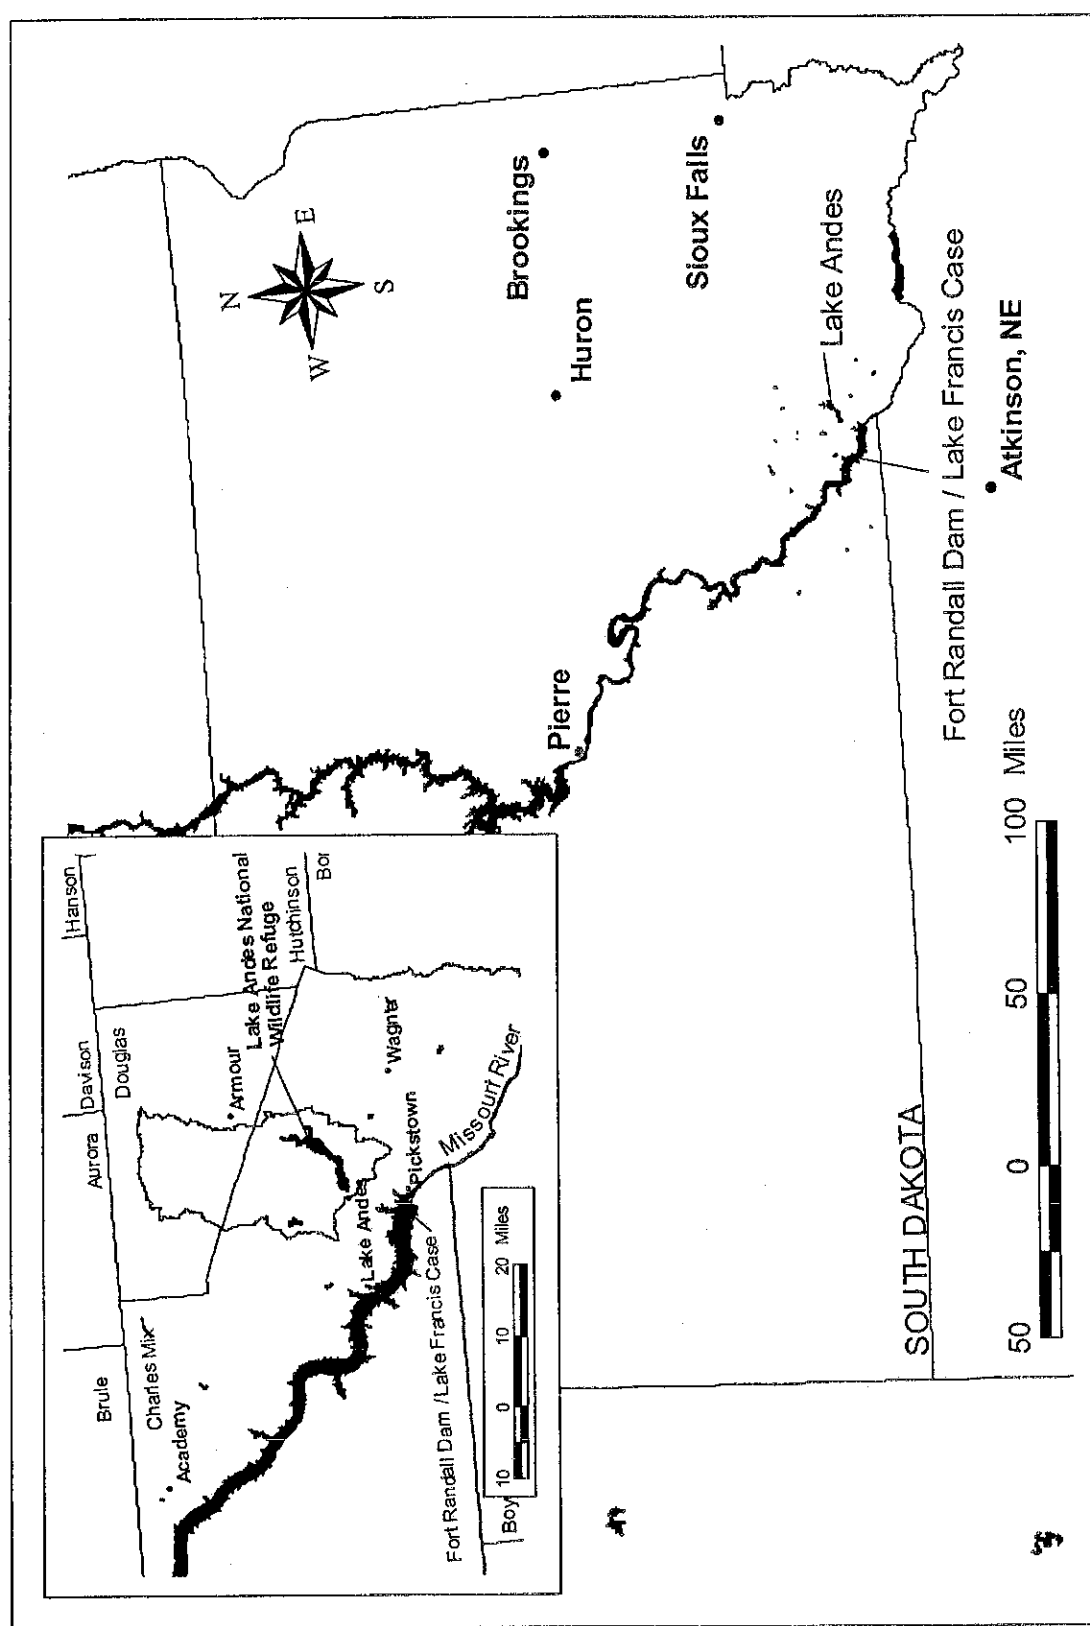 Hanson
Davison
Aurora
Brule
Douglas
Charles Mix
Academy
Armour
Lake Andes National
Wildlife Refuge
Hutchinson
Bor
Wagner
Pickstown
Lake Andes
Missouri River
Fort Randall Dam / Lake Francis Case
Boy
10 0 10 20 Miles
N
W E
S
Brookings
Huron
Pierre
Sioux Falls
Lake Andes
Fort Randall Dam / Lake Francis Case
Atkinson, NE
SOUTH DAKOTA
50 0 50 100 Miles